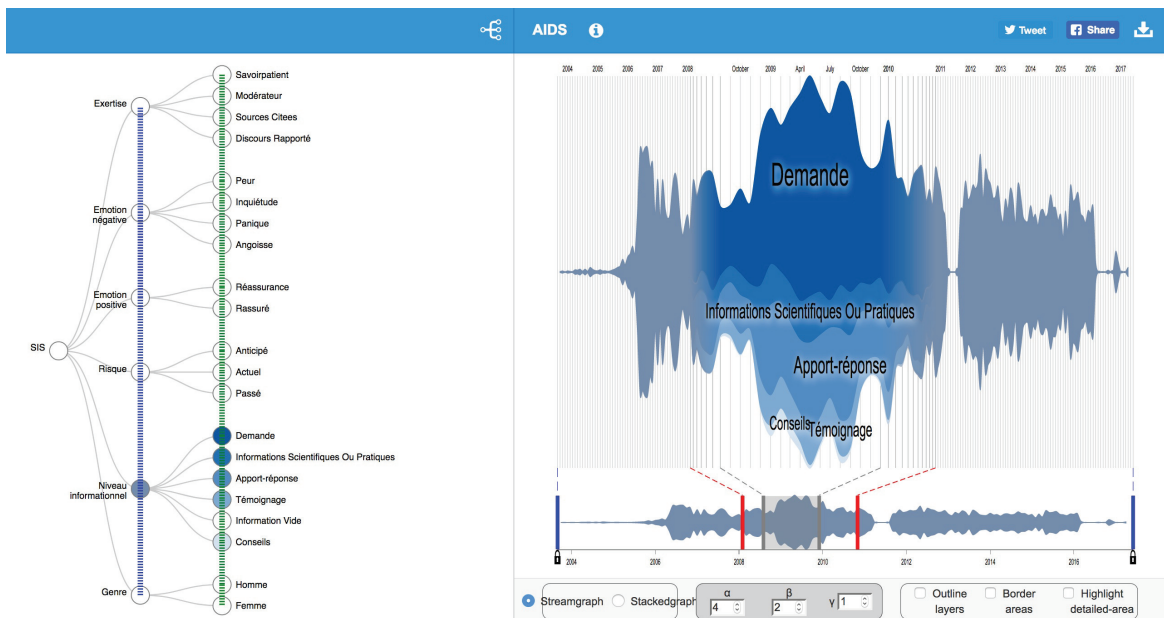 AIDS
Tweet
Share
SIS
Exertise
Savoirpatient
Modérateur
Sources Citees
Discours Rapporté
Emotion
négative
Peur
Inquiétude
Panique
Angoisse
Emotion
positive
Réassurance
Rassuré
Risque
Anticipé
Actuel
Passé
Niveau
informationnel
Demande
Informations Scientifiques Ou Pratiques
Apport-réponse
Témoignage
Information Vide
Conseils
Genre
Homme
Femme
2004 2005 2006 2007 2008 October 2009 April July October 2010 2011 2012 2013 2014 2015 2016 2017
Demande
Informations Scientifiques Ou Pratiques
Apport-réponse
Conseils
Témoignage
2004 2006 2008 2010 2012 2014 2016
Streamgraph
Stackedgraph
α
4
β
2
γ 1
Outline
layers
Border
areas
Highlight
detailed-area